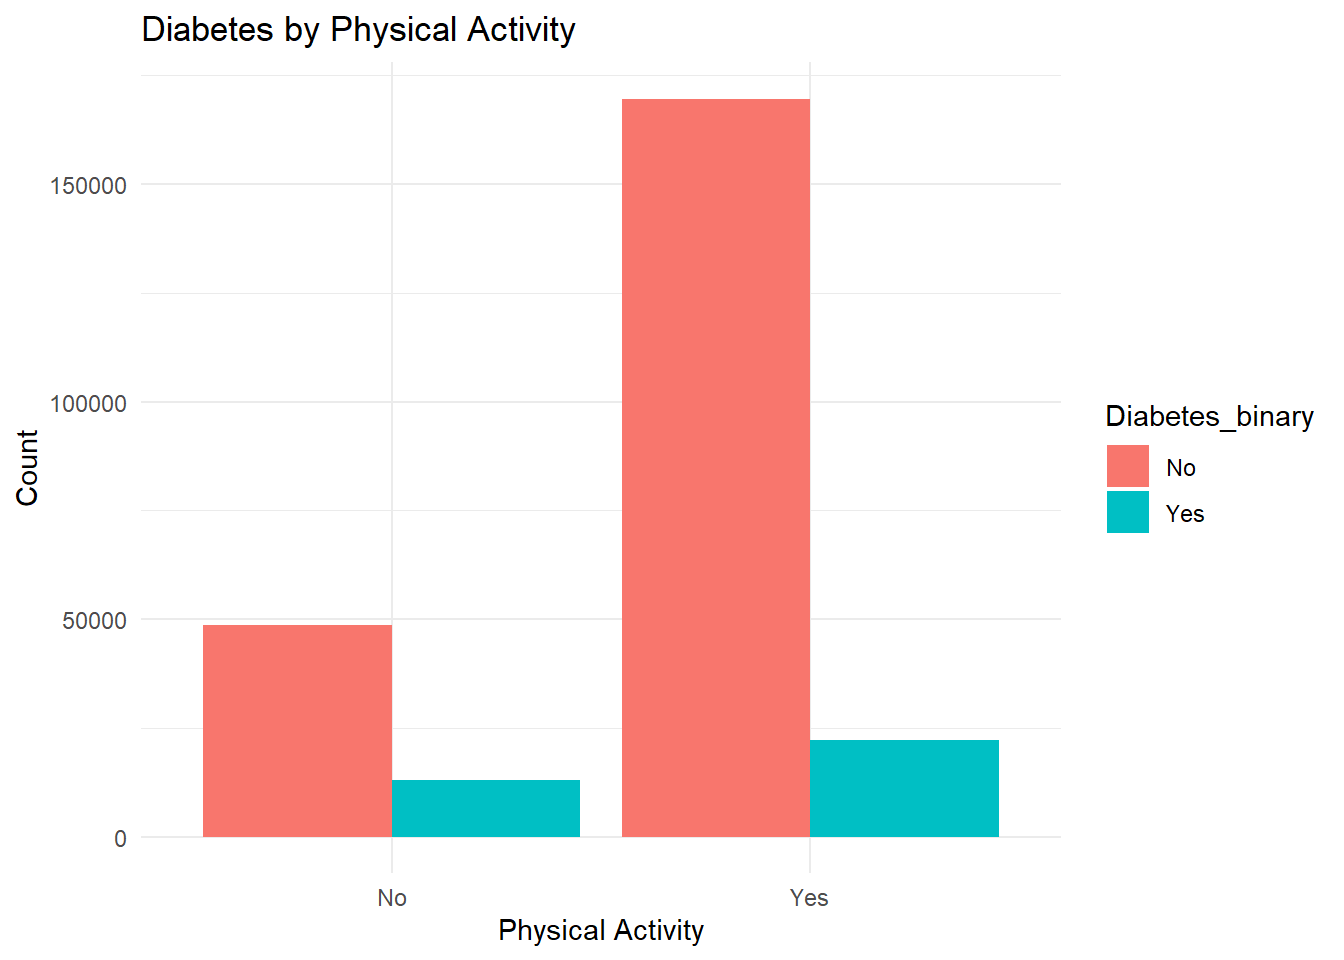 Diabetes by Physical Activity
Count
150000
100000
50000
0
No
Yes
Physical Activity
Diabetes_binary
No
Yes